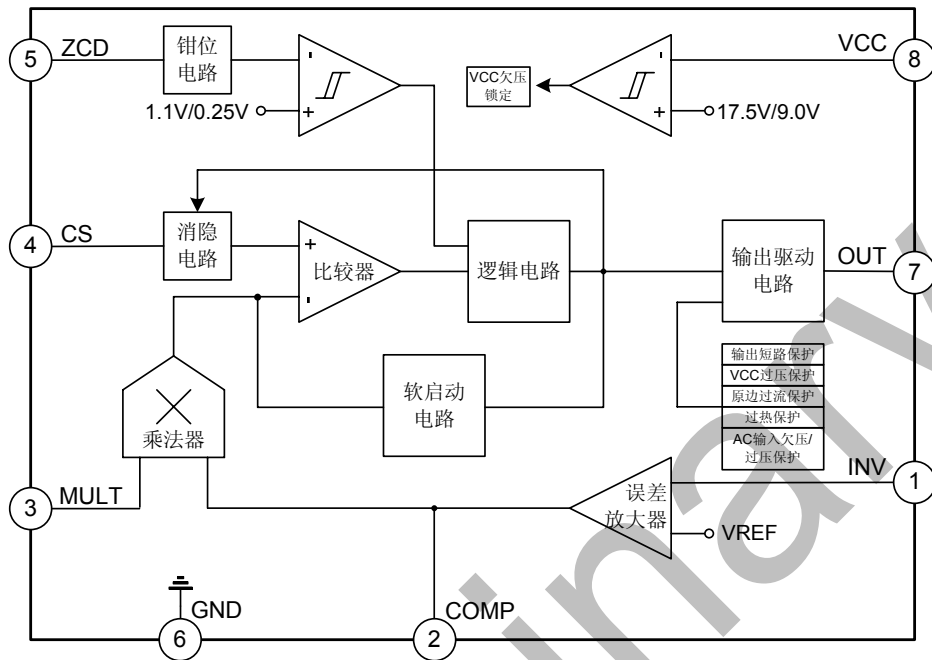 5
ZCD
钳位
电路
-
+
1.1V/0.25V
VCC欠压
锁定
-
+
17.5V/9.0V
VCC
8
4
CS
消隐
电路
+
比较器
-
逻辑电路
输出驱动
电路
OUT
7
软启动
电路
输出短路保护
VCC过压保护
原边过流保护
过热保护
AC输入欠压/
过压保护
乘法器
3
MULT
误差
放大器
INV
1
VREF
GND
6
COMP
2
inary